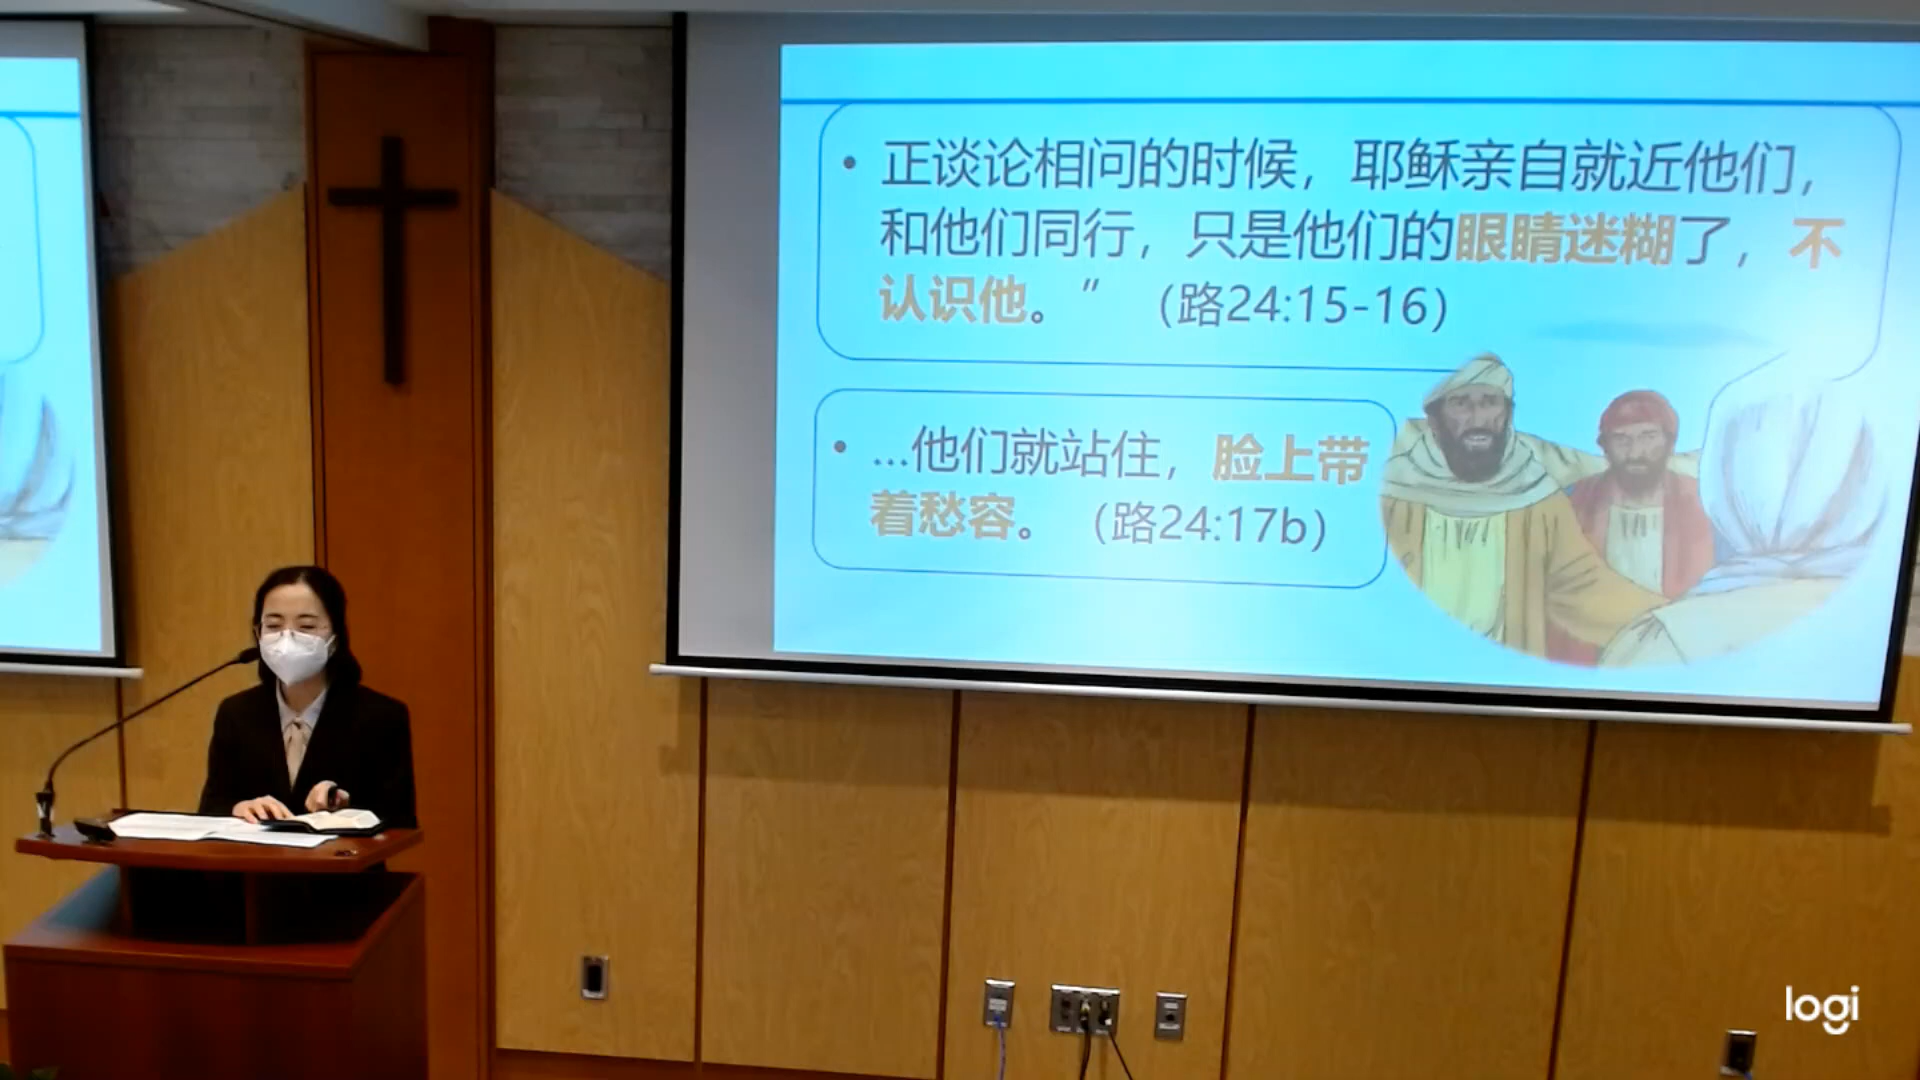 • 正谈论相问的时候，耶稣亲自就近他们，
和他们同行，只是他们的眼睛迷糊了，不
认识他。” （路24:15-16）
• …他们就站住，脸上带
着愁容。 （路24:17b）
logi